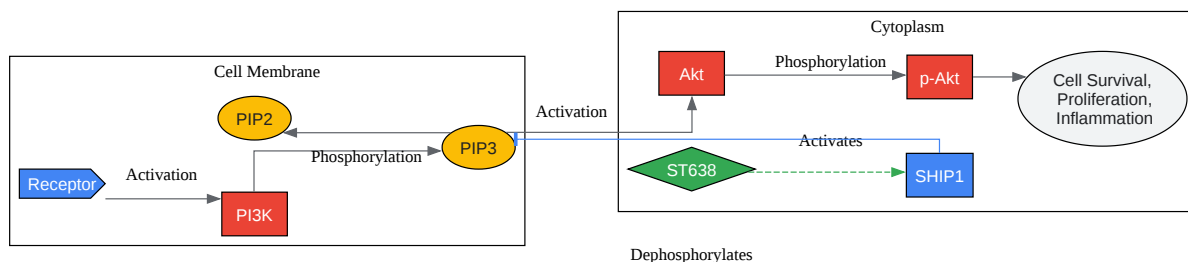 Cytoplasm
Cell Membrane
Akt
Phosphorylation
p-Akt
Cell Survival,
Proliferation,
Inflammation
PIP2
Activation
PIP3
Phosphorylation
Activates
ST638
SHIP1
Receptor
Activation
PI3K
Dephosphorylates